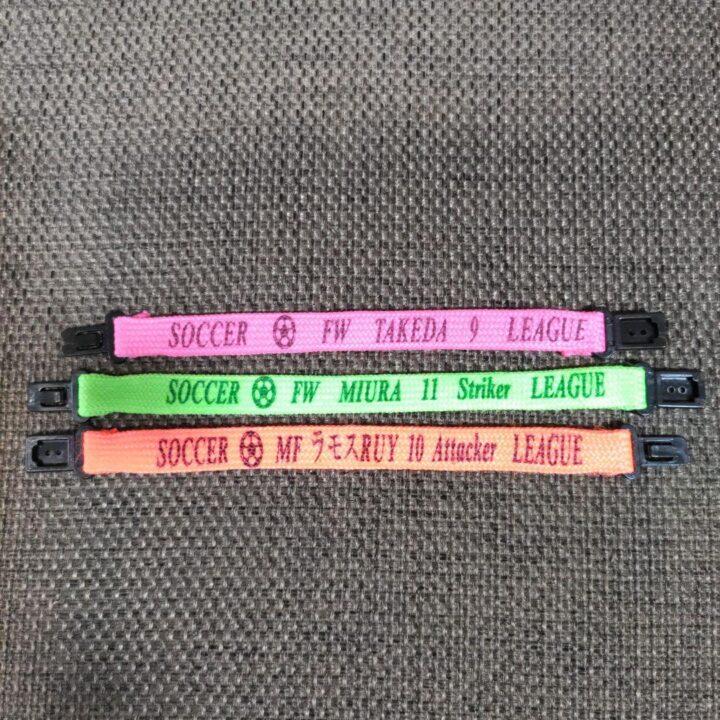 SOCCER FW TAKEDA 9 LEAGUE
SOCCER FW MIURA 11 Striker LEAGUE
SOCCER MF ラモスRUY 10 Attacker LEAGUE